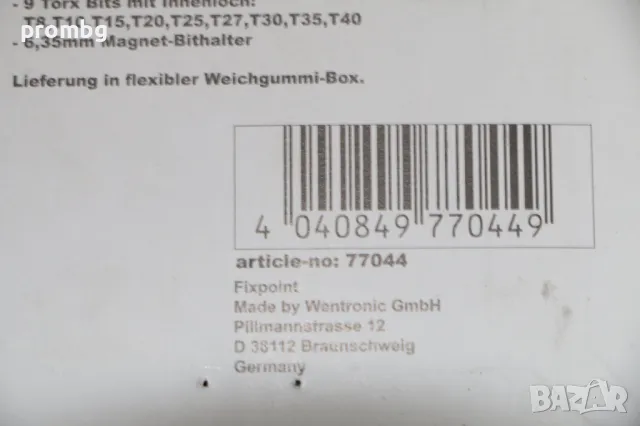 prombg
- 9 Torx Bits mit Innenloch:
T8,T10,T15,T20,T25,T27,T30,T35,T40
- 6,35mm Magnet-Bithalter
Lieferung in flexibler Weichgummi-Box.
4 040849 770449
article-no: 77044
Fixpoint
Made by Wentronic GmbH
Pillmannstrasse 12
D 38112 Braunschweig
Germany
BAZAR